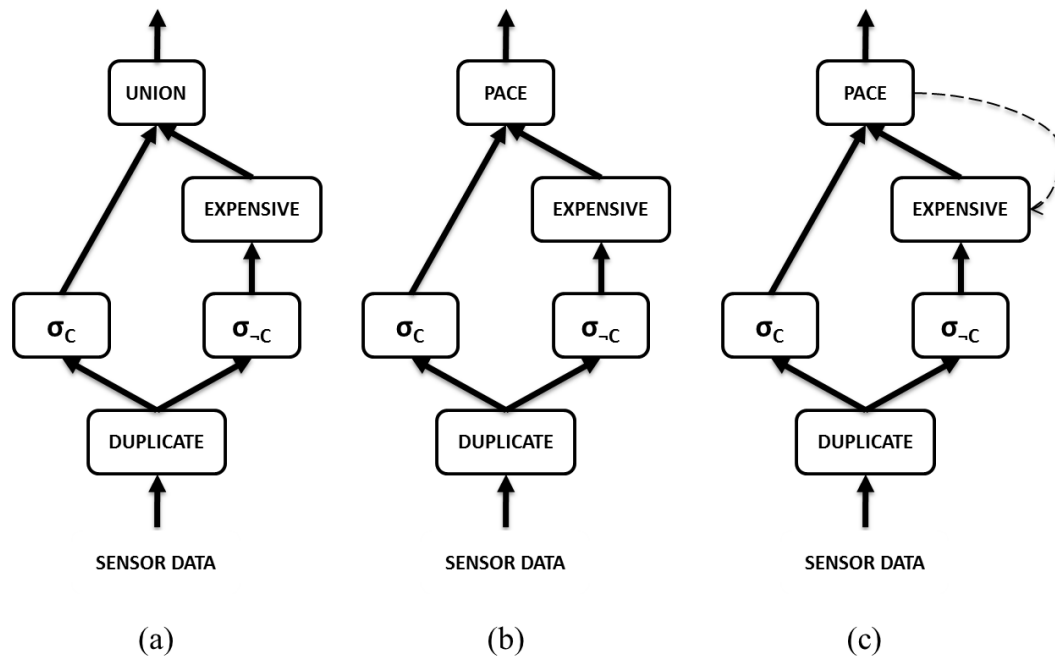 UNION
EXPENSIVE
σC
σ¬C
DUPLICATE
SENSOR DATA
(a)
PACE
EXPENSIVE
σC
σ¬C
DUPLICATE
SENSOR DATA
(b)
PACE
EXPENSIVE
σC
σ¬C
DUPLICATE
SENSOR DATA
(c)